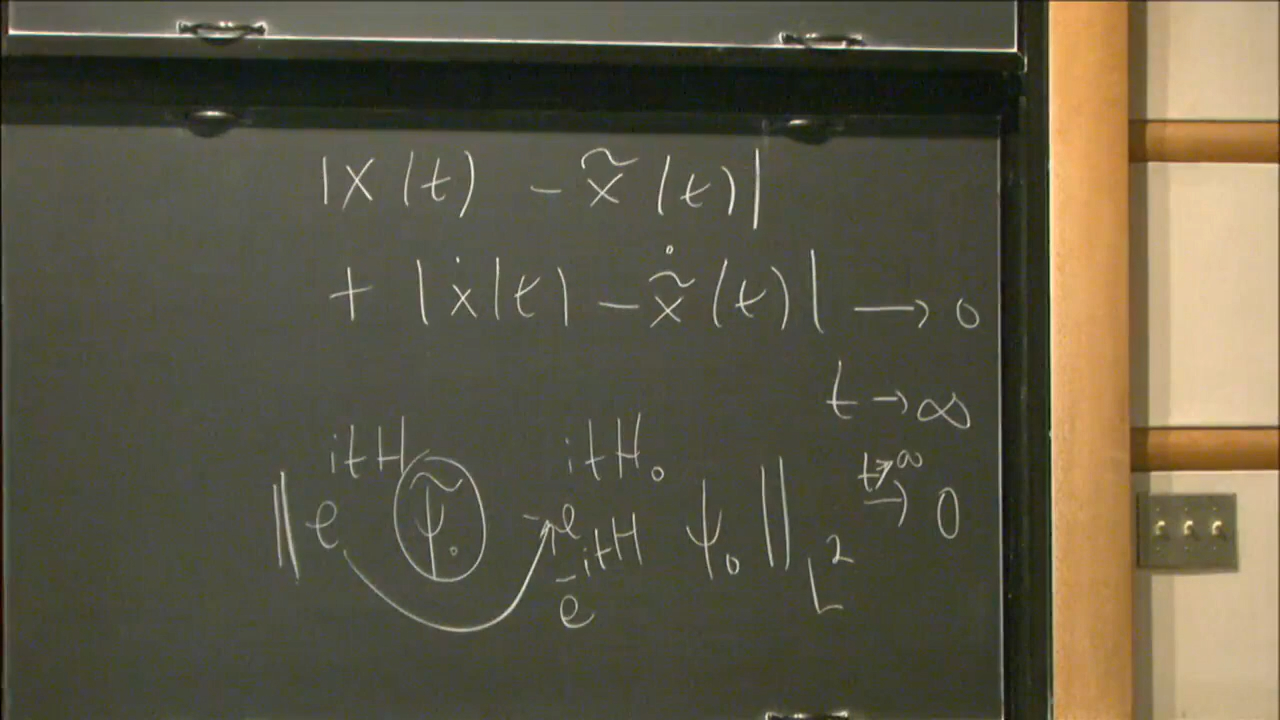 |x(t) - x̃(t)|
+ |ẋ(t) - x̃̇(t)| → 0
t → ∞
‖e^{itH} ψ̃₀ - e^{itH₀} ψ₀‖_{L²} →^{t→∞} 0
e^{-itH}